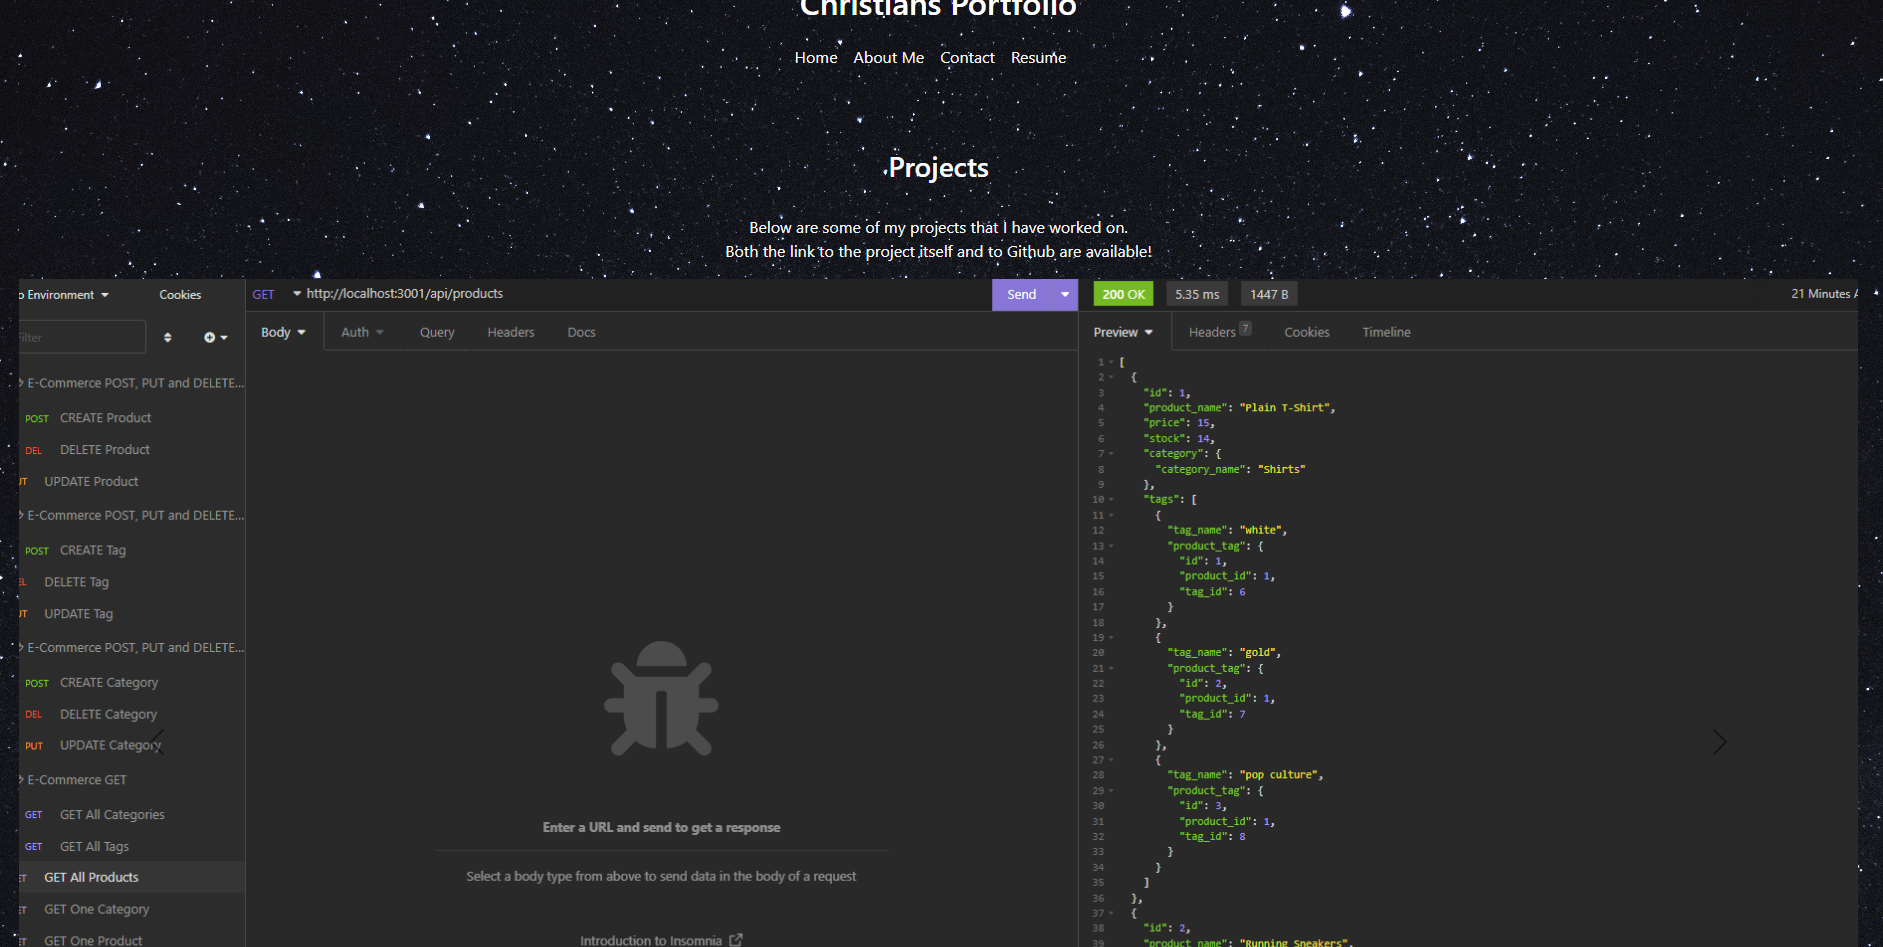 Christians Portfolio
Home About Me Contact Resume
Projects
Below are some of my projects that I have worked on.
Both the link to the project itself and to Github are available!
o Environment
Cookies
Filter
E-Commerce POST, PUT and DELETE...
POST CREATE Product
DEL DELETE Product
UT UPDATE Product
E-Commerce POST, PUT and DELETE...
POST CREATE Tag
EL DELETE Tag
UT UPDATE Tag
E-Commerce POST, PUT and DELETE...
POST CREATE Category
DEL DELETE Category
PUT UPDATE Category
E-Commerce GET
GET GET All Categories
GET GET All Tags
ET GET All Products
ET GET One Category
ET GET One Product
GET http://localhost:3001/api/products
Send
Body Auth Query Headers Docs
Enter a URL and send to get a response
Select a body type from above to send data in the body of a request
Introduction to Insomnia
200 OK 5.35 ms 1447 B
21 Minutes A
Preview Headers 7 Cookies Timeline
1 [
2 {
3 "id": 1,
4 "product_name": "Plain T-Shirt",
5 "price": 15,
6 "stock": 14,
7 "category": {
8 "category_name": "Shirts"
9 },
10 "tags": [
11 {
12 "tag_name": "white",
13 "product_tag": {
14 "id": 1,
15 "product_id": 1,
16 "tag_id": 6
17 }
18 },
19 {
20 "tag_name": "gold",
21 "product_tag": {
22 "id": 2,
23 "product_id": 1,
24 "tag_id": 7
25 }
26 },
27 {
28 "tag_name": "pop culture",
29 "product_tag": {
30 "id": 3,
31 "product_id": 1,
32 "tag_id": 8
33 }
34 }
35 ]
36 },
37 {
38 "id": 2,
39 "product_name": "Running Sneakers",